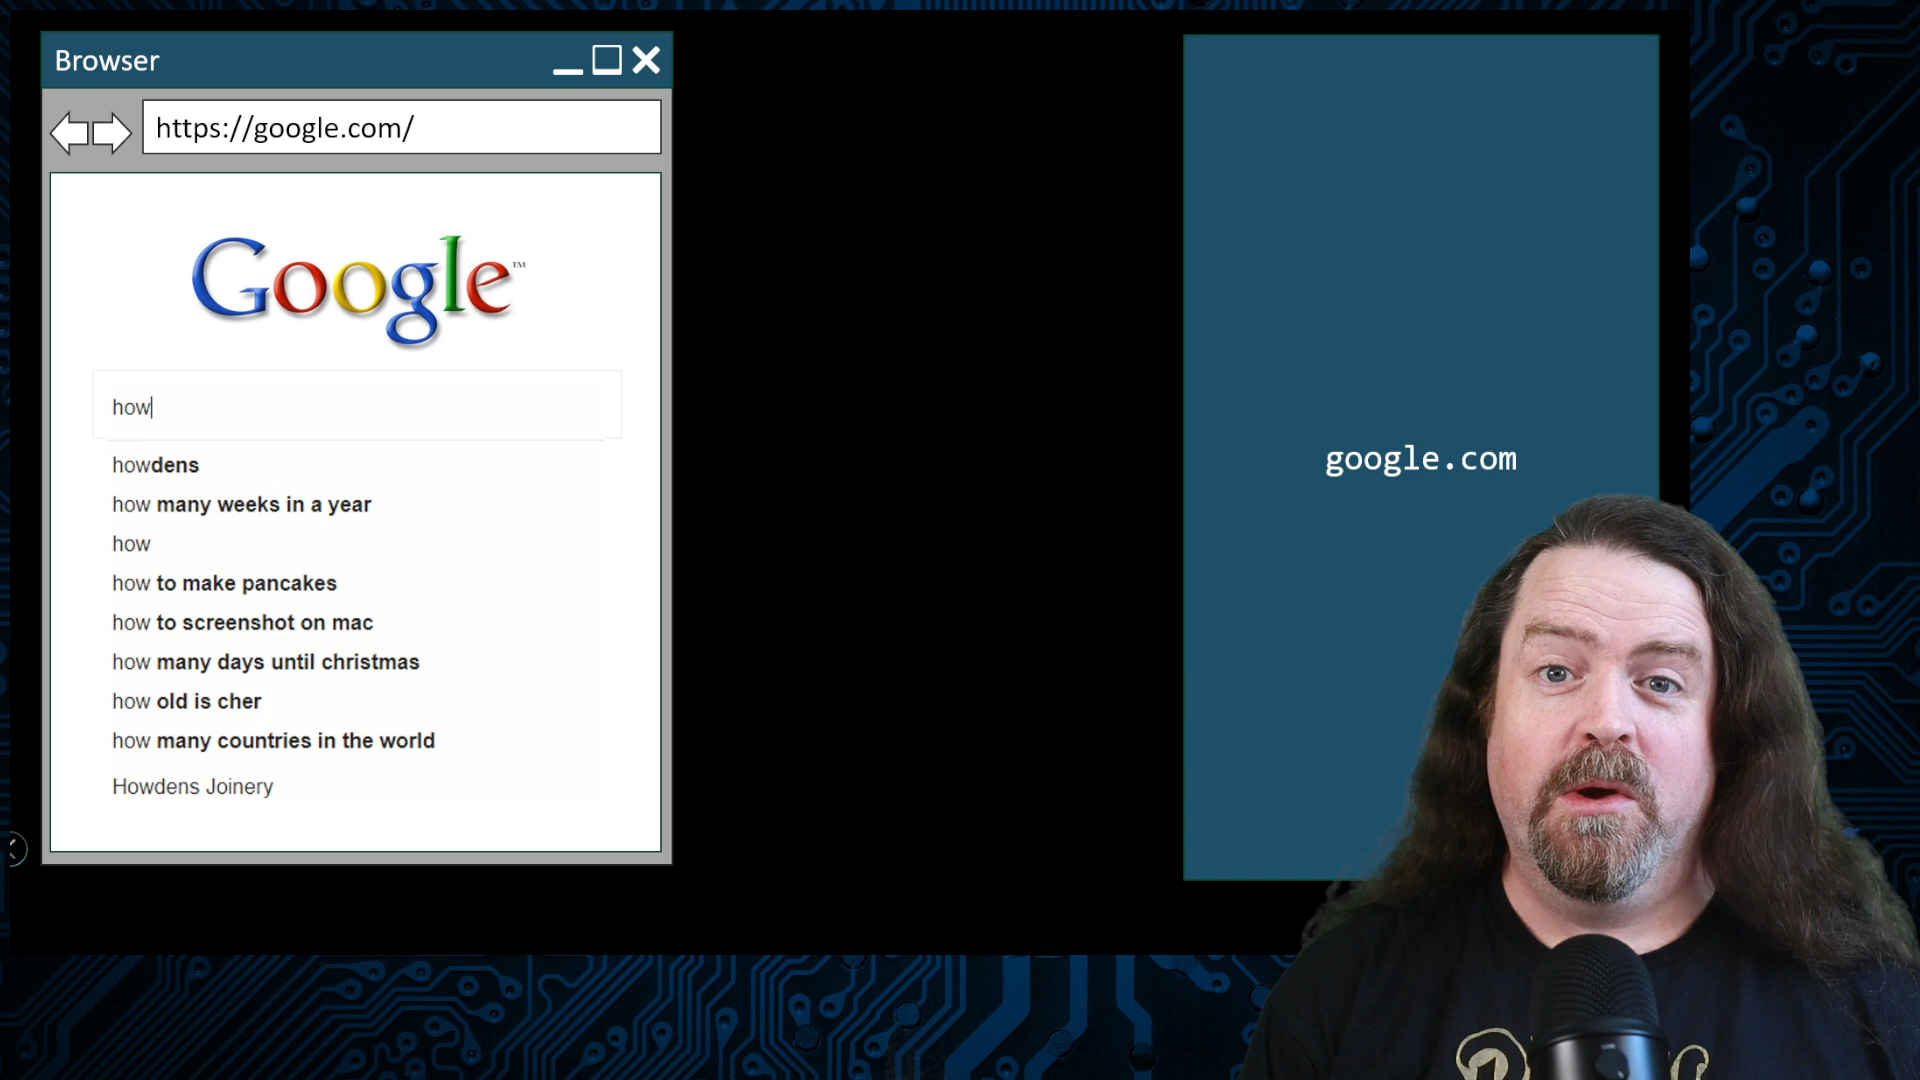 Browser
https://google.com/
Google™
how
howdens
how many weeks in a year
how
how to make pancakes
how to screenshot on mac
how many days until christmas
how old is cher
how many countries in the world
Howdens Joinery
google.com